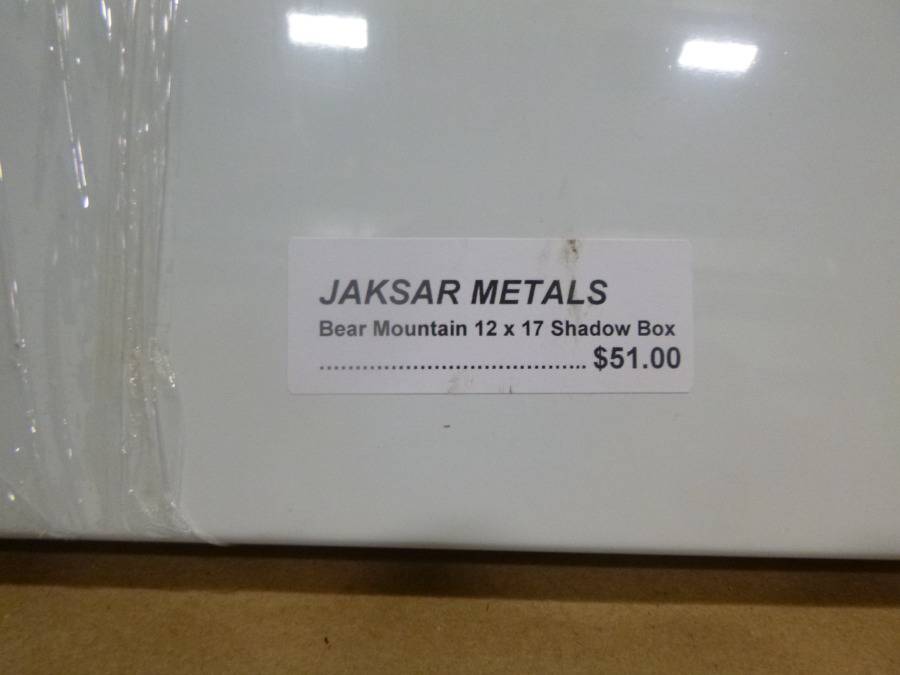 JAKSAR METALS
Bear Mountain 12 x 17 Shadow Box
...................................... $51.00